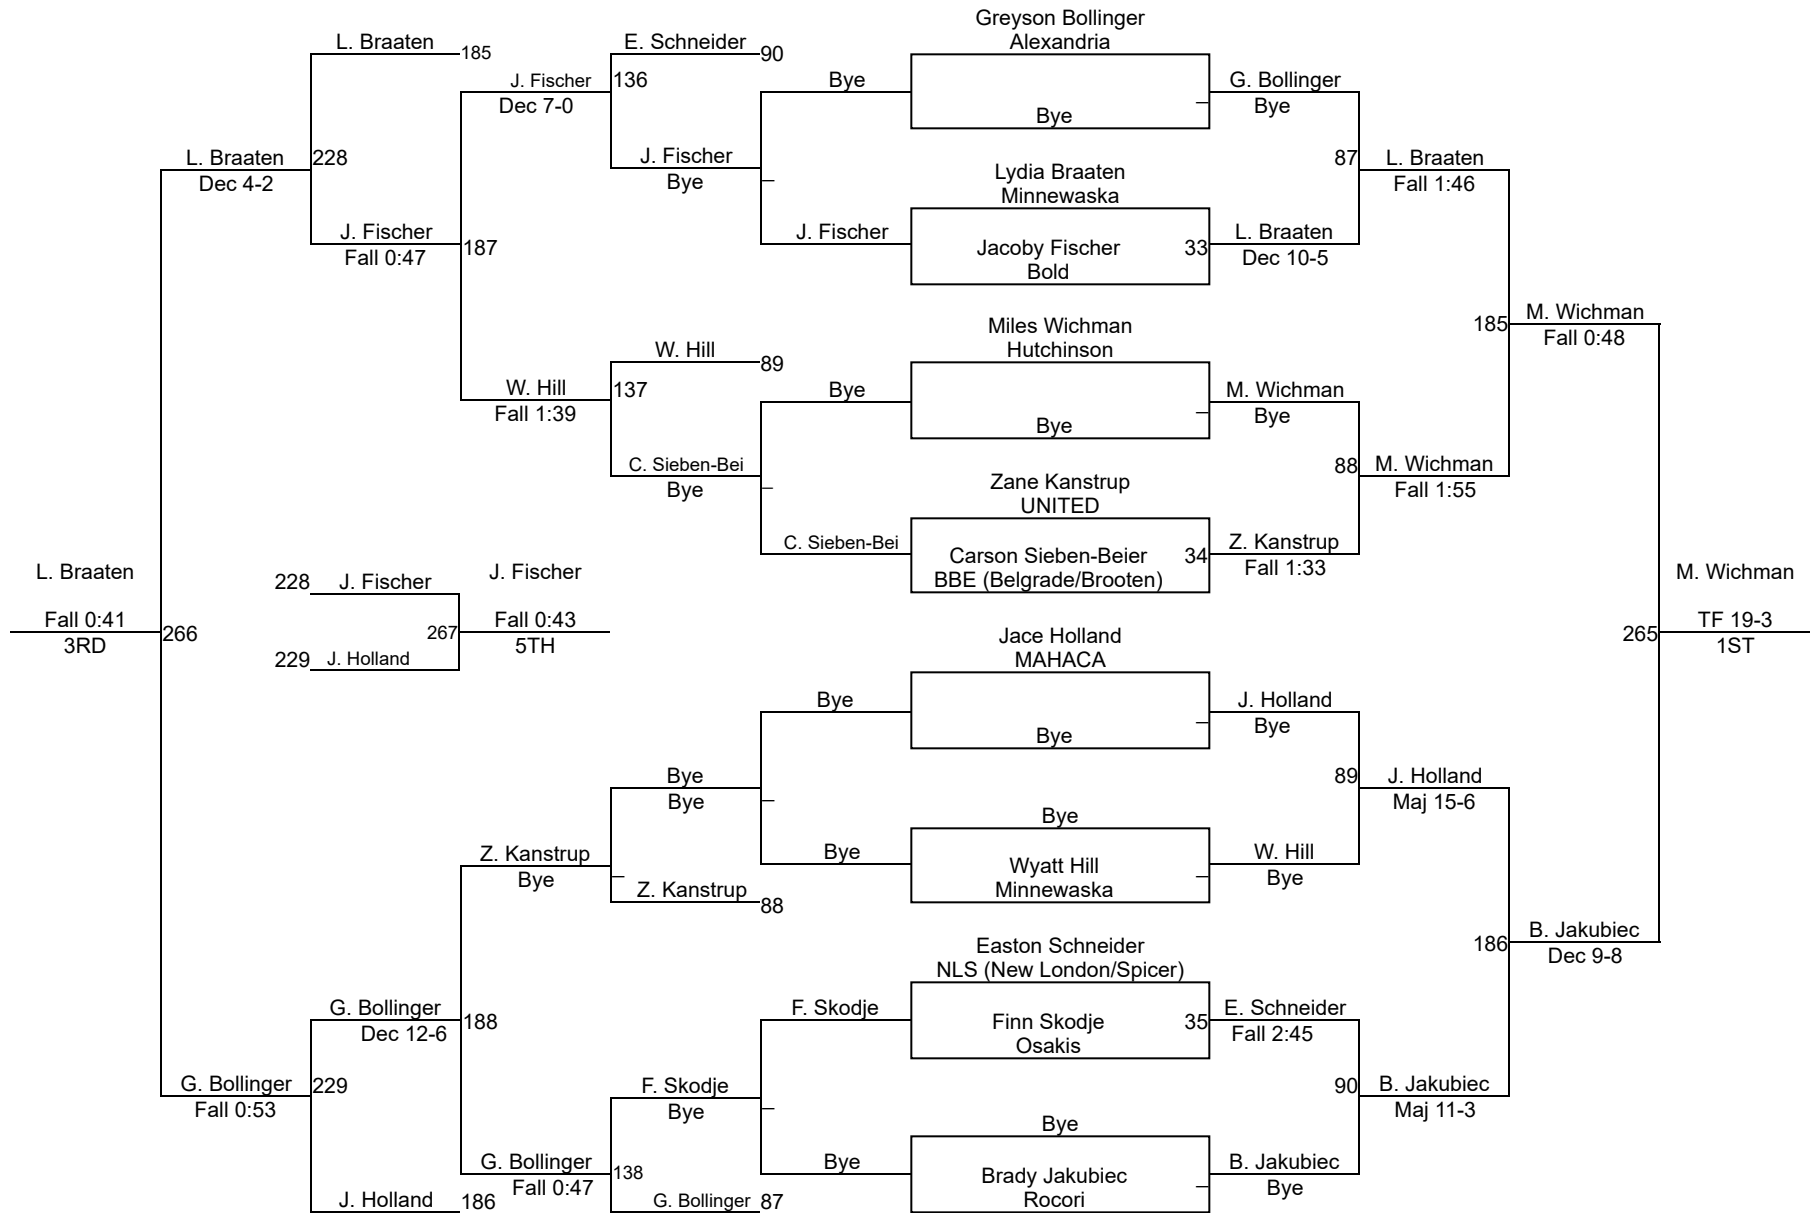 Greyson Bollinger
Alexandria
L. Braaten
185
E. Schneider
90
J. Fischer
136
Dec 7-0
Bye
G. Bollinger
Bye
Bye
J. Fischer
Bye
L. Braaten
228
Dec 4-2
87
L. Braaten
Fall 1:46
Lydia Braaten
Minnewaska
J. Fischer
187
Fall 0:47
J. Fischer
Jacoby Fischer
Bold
33
L. Braaten
Dec 10-5
Miles Wichman
Hutchinson
185
M. Wichman
Fall 0:48
W. Hill
89
W. Hill
137
Fall 1:39
Bye
M. Wichman
Bye
Bye
C. Sieben-Bei
Bye
88
M. Wichman
Fall 1:55
Zane Kanstrup
UNITED
C. Sieben-Bei
Carson Sieben-Beier
BBE (Belgrade/Brooten)
34
Z. Kanstrup
Fall 1:33
L. Braaten
Fall 0:41
3RD
266
228
J. Fischer
229
J. Holland
267
J. Fischer
Fall 0:43
5TH
M. Wichman
265
TF 19-3
1ST
Jace Holland
MAHACA
Bye
J. Holland
Bye
Bye
Bye
Bye
89
J. Holland
Maj 15-6
Bye
Z. Kanstrup
Bye
Bye
Wyatt Hill
Minnewaska
W. Hill
Bye
Z. Kanstrup
88
Easton Schneider
NLS (New London/Spicer)
186
B. Jakubiec
Dec 9-8
G. Bollinger
188
Dec 12-6
F. Skodje
Finn Skodje
Osakis
35
E. Schneider
Fall 2:45
G. Bollinger
229
Fall 0:53
F. Skodje
Bye
90
B. Jakubiec
Maj 11-3
Bye
G. Bollinger
138
Fall 0:47
Bye
Brady Jakubiec
Rocori
B. Jakubiec
Bye
J. Holland
186
G. Bollinger
87